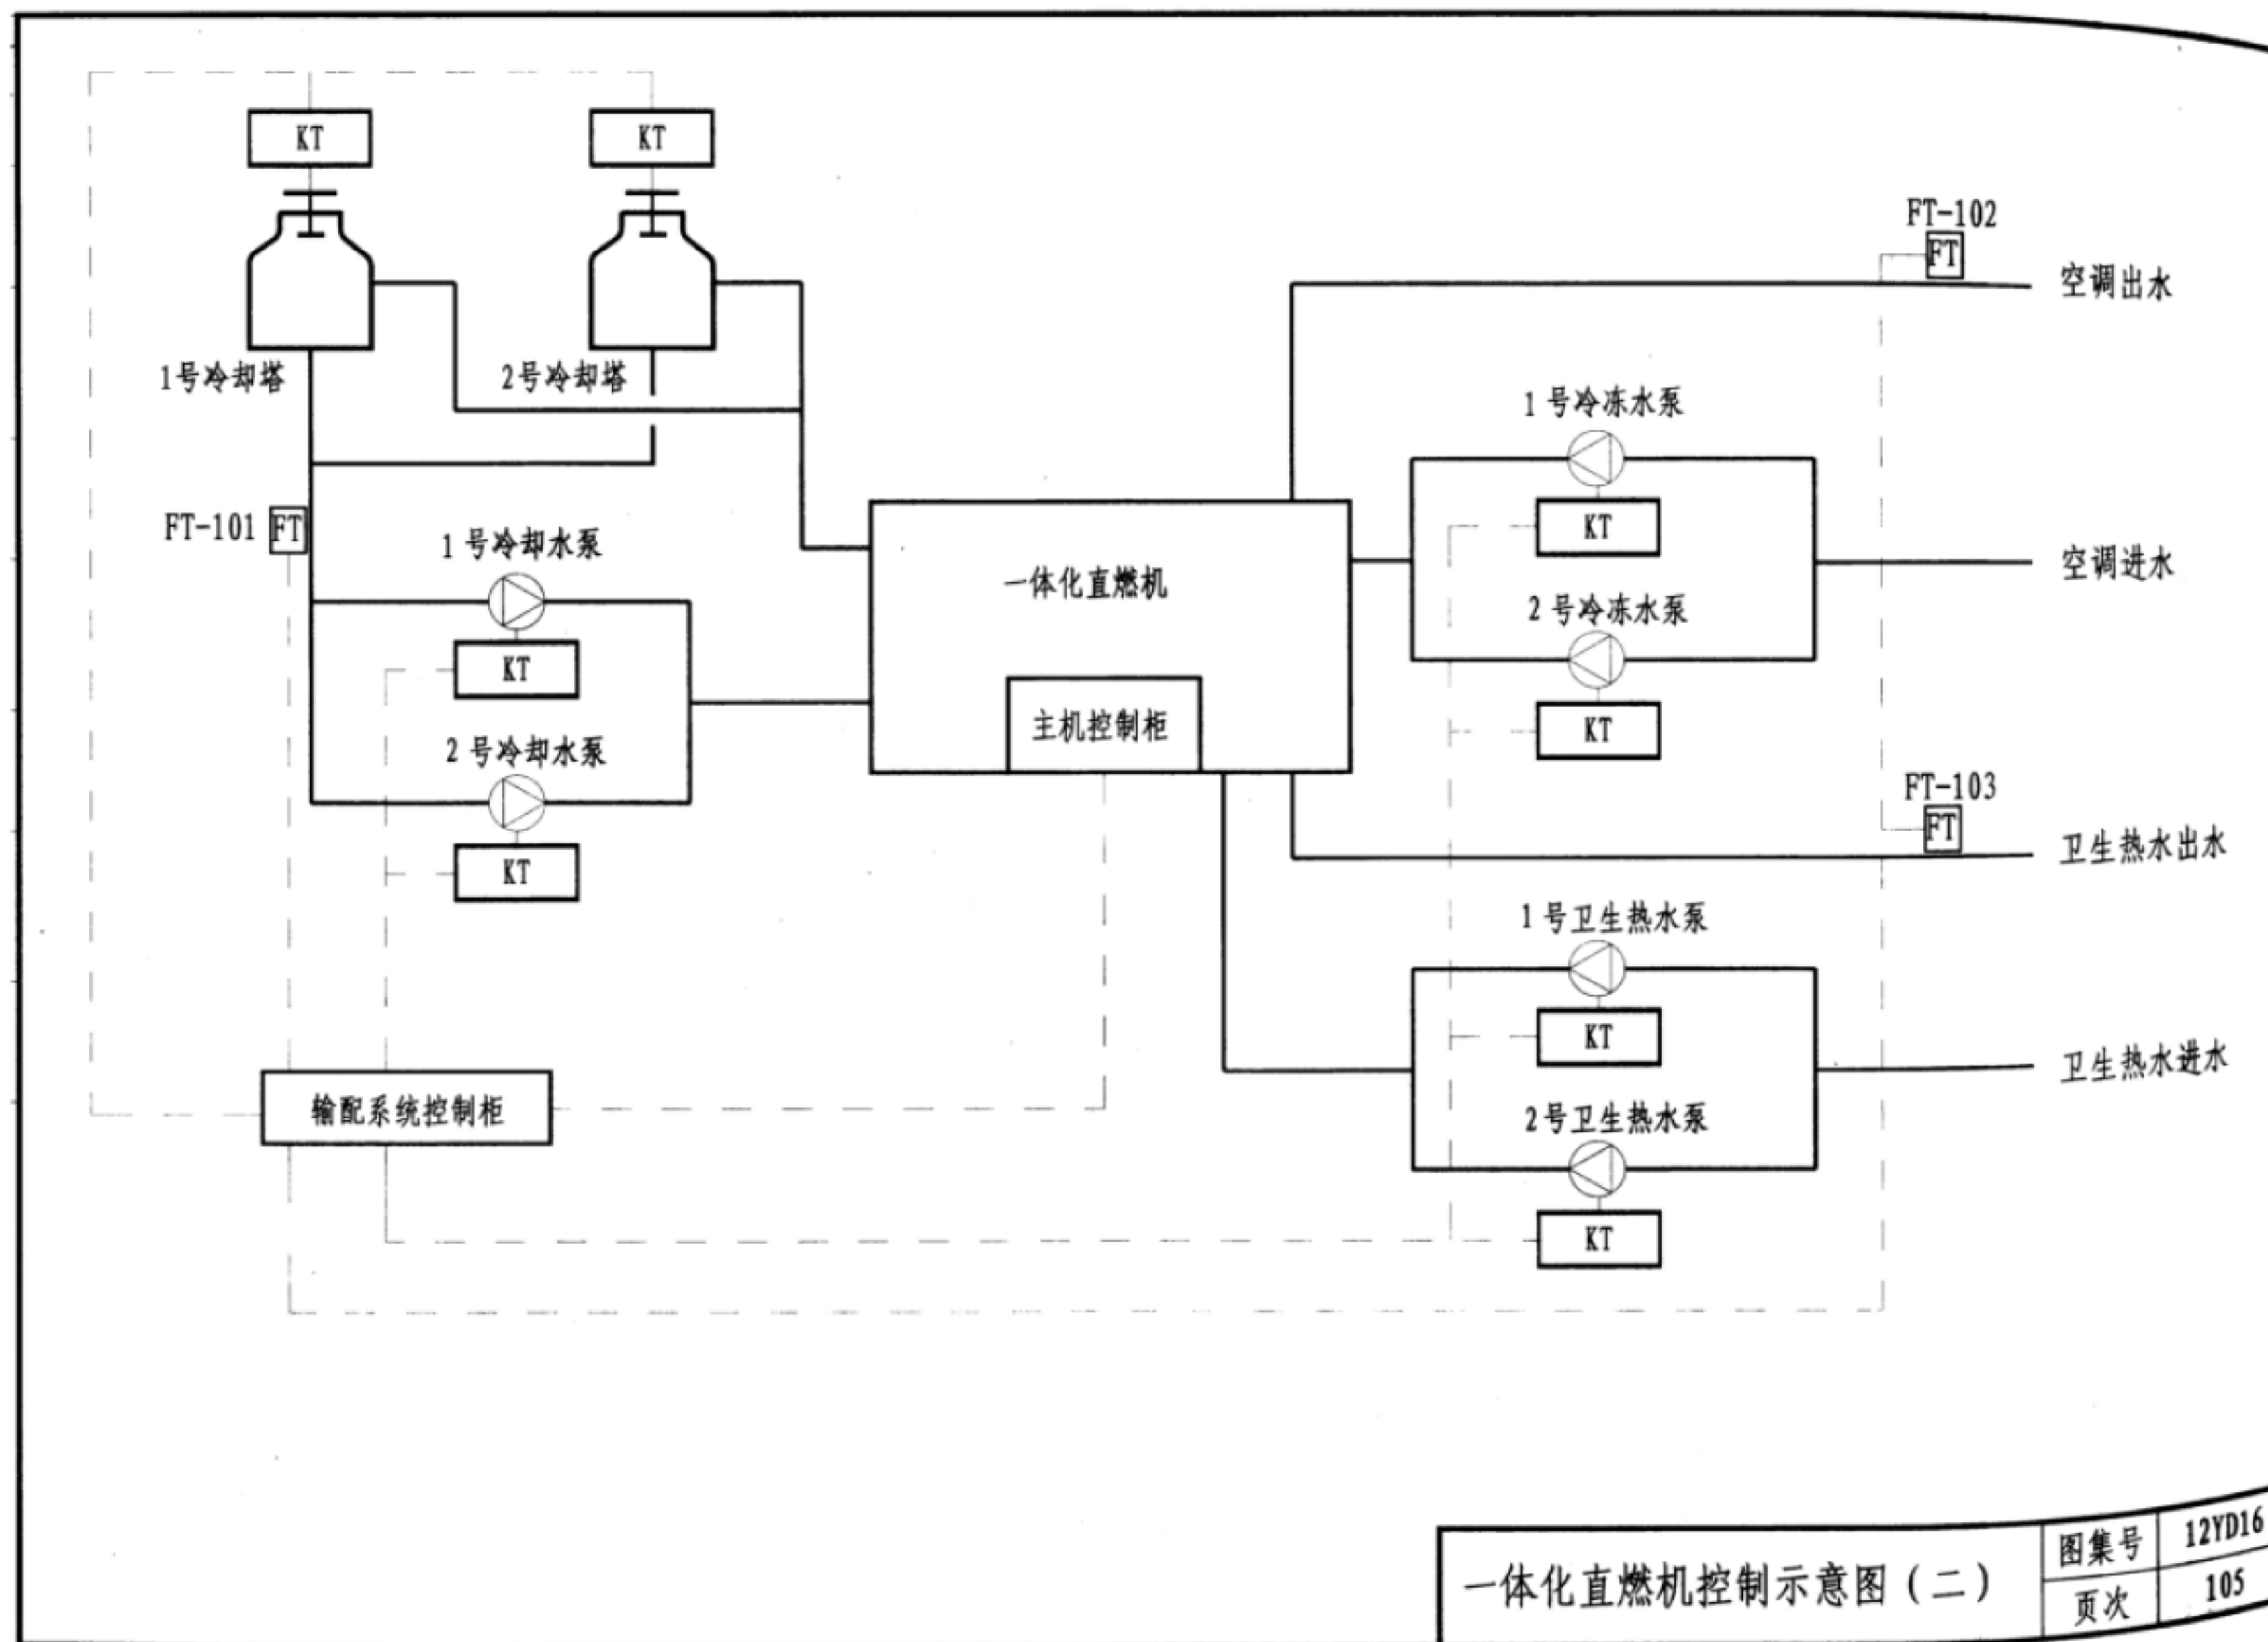 KT
KT
FT-102
FT
空调出水
1号冷却塔
2号冷却塔
1号冷冻水泵
FT-101
FT
KT
1号冷却水泵
空调进水
一体化直燃机
2号冷冻水泵
KT
主机控制柜
KT
2号冷却水泵
FT-103
FT
卫生热水出水
KT
1号卫生热水泵
KT
卫生热水进水
输配系统控制柜
2号卫生热水泵
KT
一体化直燃机控制示意图(二)
图集号
12YD16
页次
105